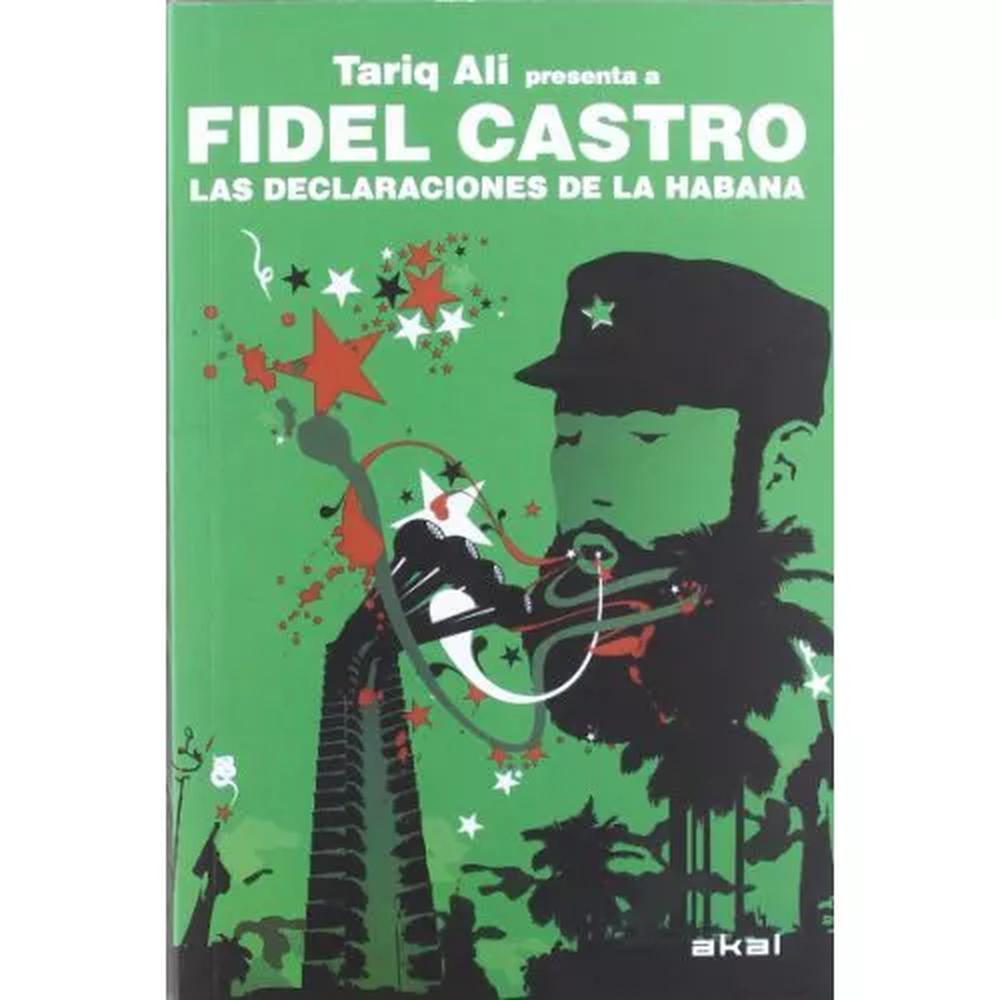 Tariq Ali presenta a
FIDEL CASTRO
LAS DECLARACIONES DE LA HABANA
akal